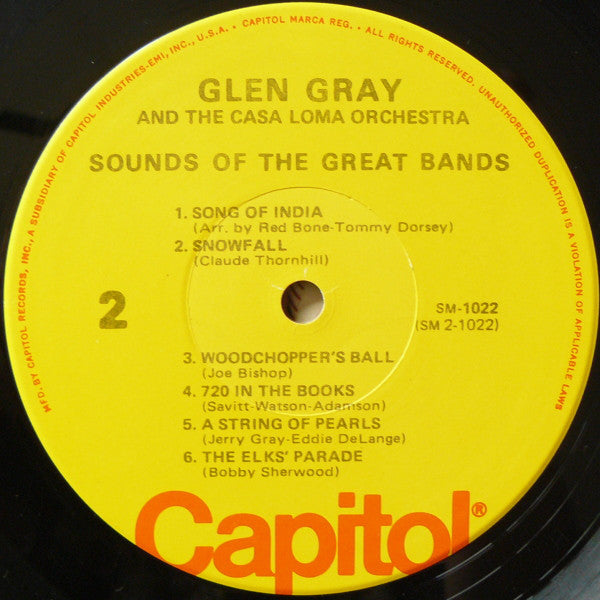 MFD. BY CAPITOL RECORDS, INC., A SUBSIDIARY OF CAPITOL INDUSTRIES-EMI, INC., U.S.A. • CAPITOL MARCA REG. • ALL RIGHTS RESERVED. UNAUTHORIZED DUPLICATION IS A VIOLATION OF APPLICABLE LAWS
GLEN GRAY
AND THE CASA LOMA ORCHESTRA
SOUNDS OF THE GREAT BANDS
1. SONG OF INDIA
(Arr. by Red Bone-Tommy Dorsey)
2. SNOWFALL
(Claude Thornhill)
2
SM-1022
(SM 2-1022)
3. WOODCHOPPER'S BALL
(Joe Bishop)
4. 720 IN THE BOOKS
(Savitt-Watson-Adamson)
5. A STRING OF PEARLS
(Jerry Gray-Eddie DeLange)
6. THE ELKS' PARADE
(Bobby Sherwood)
Capitol®